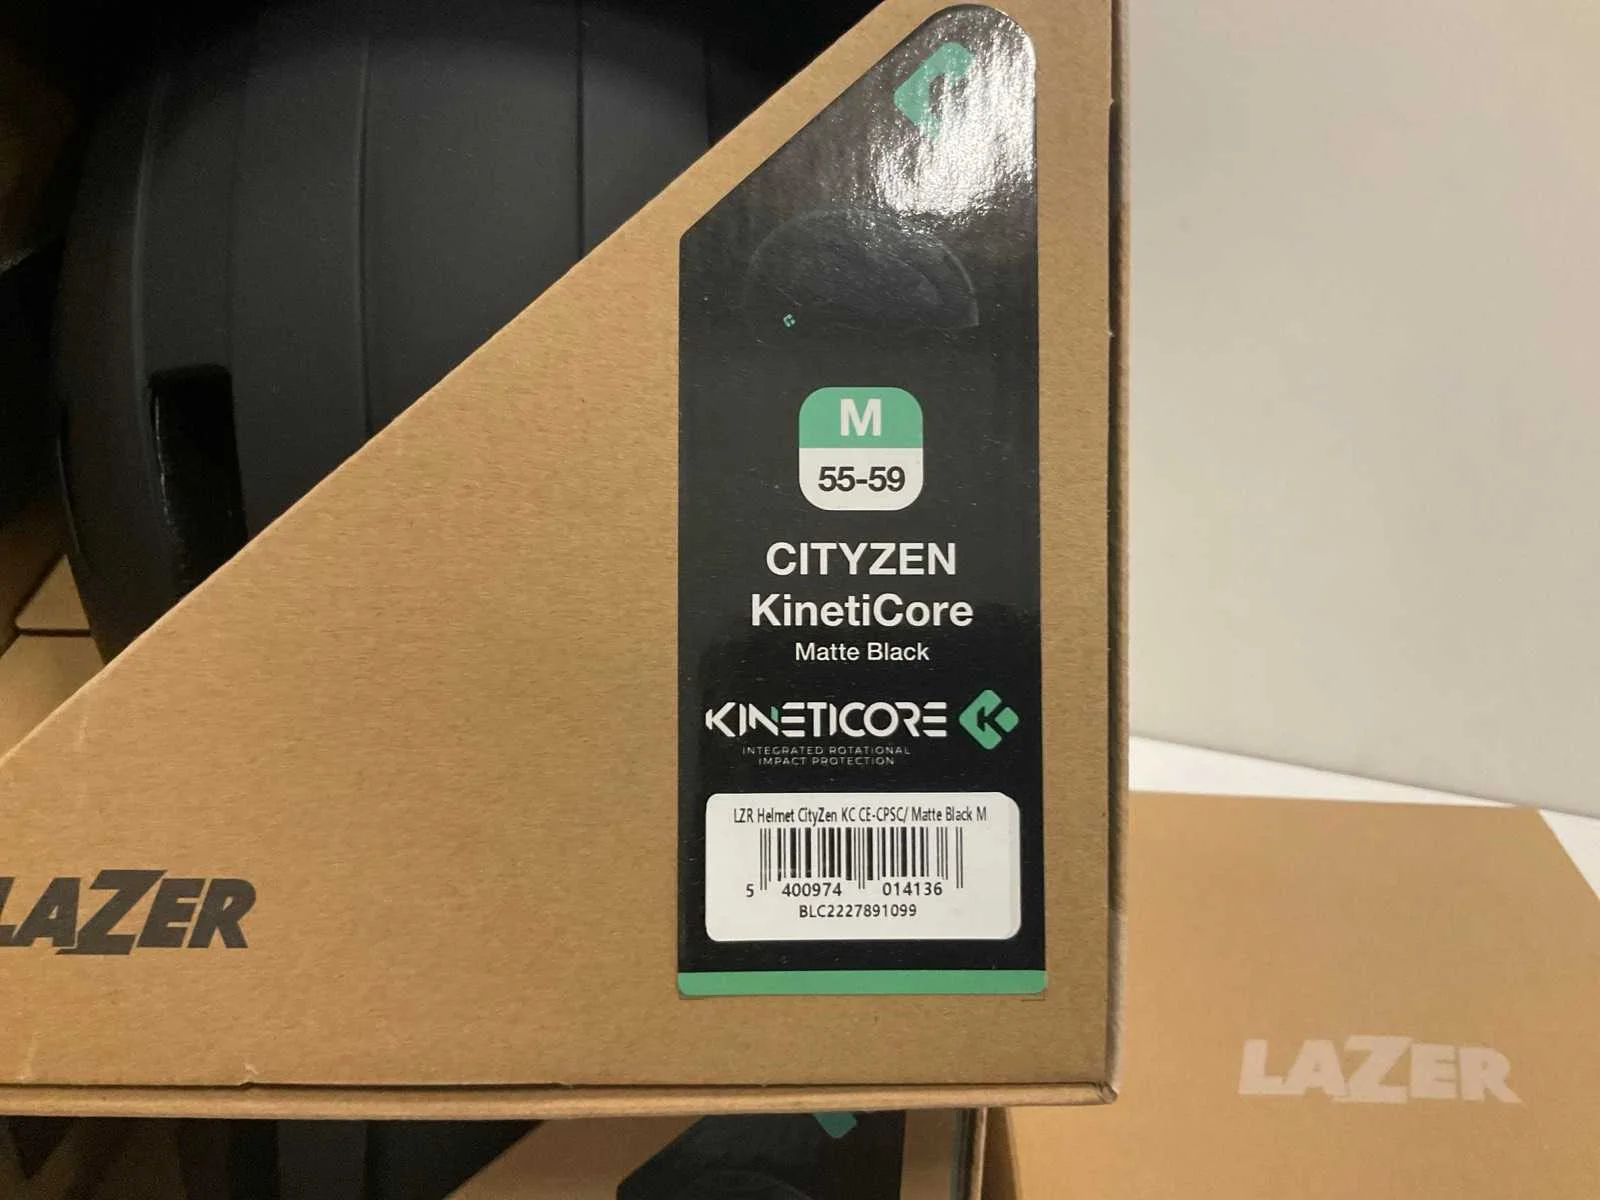 M
55-59
CITYZEN
KinetiCore
Matte Black
KINETICORE
INTEGRATED ROTATIONAL
IMPACT PROTECTION
LZR Helmet CityZen KC CE-CPSC/ Matte Black M
5 400974 014136
BLC2227891099
LAZER
LAZER